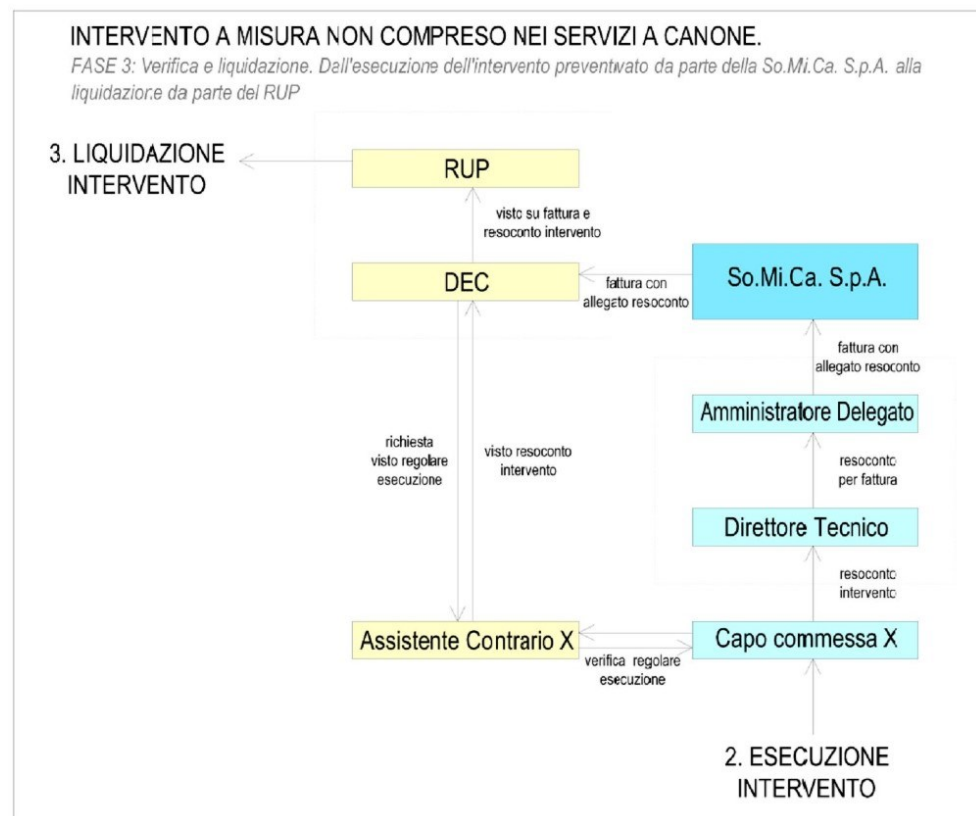 INTERVENTO A MISURA NON COMPRESO NEI SERVIZI A CANONE.
FASE 3: Verifica e liquidazione. Dall'esecuzione dell'intervento preventivato da parte della So.Mi.Ca. S.p.A. alla
liquidazione da parte del RUP
3. LIQUIDAZIONE
INTERVENTO
RUP
visto su fattura e
resoconto intervento
DEC
fattura con
allegato resoconto
So.Mi.Ca. S.p.A.
fattura con
allegato resoconto
Amministratore Delegato
richiesta
visto regolare
esecuzione
visto resoconto
intervento
resoconto
per fattura
Direttore Tecnico
resoconto
intervento
Assistente Contrario X
verifica regolare
esecuzione
Capo commessa X
2. ESECUZIONE
INTERVENTO